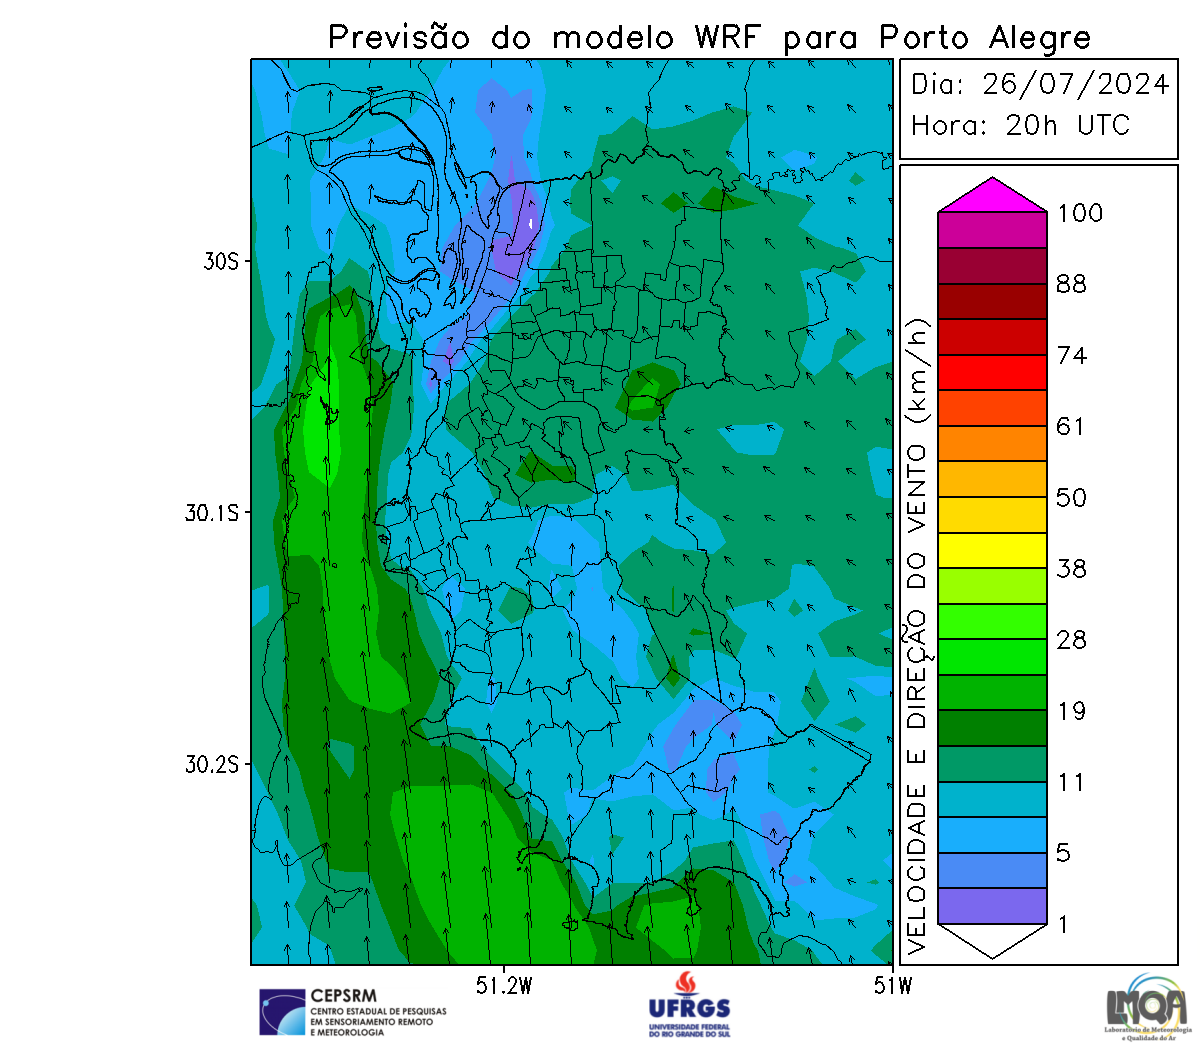 Previsão do modelo WRF para Porto Alegre
Dia: 26/07/2024
Hora: 20h UTC
30S
30.1S
30.2S
51.2W
51W
VELOCIDADE E DIREÇÃO DO VENTO (km/h)
100
88
74
61
50
38
28
19
11
5
1
CEPSRM
CENTRO ESTADUAL DE PESQUISAS
EM SENSORIAMENTO REMOTO
E METEOROLOGIA
UFRGS
UNIVERSIDADE FEDERAL
DO RIO GRANDE DO SUL
LMQA
Laboratório de Meteorologia
e Qualidade do Ar